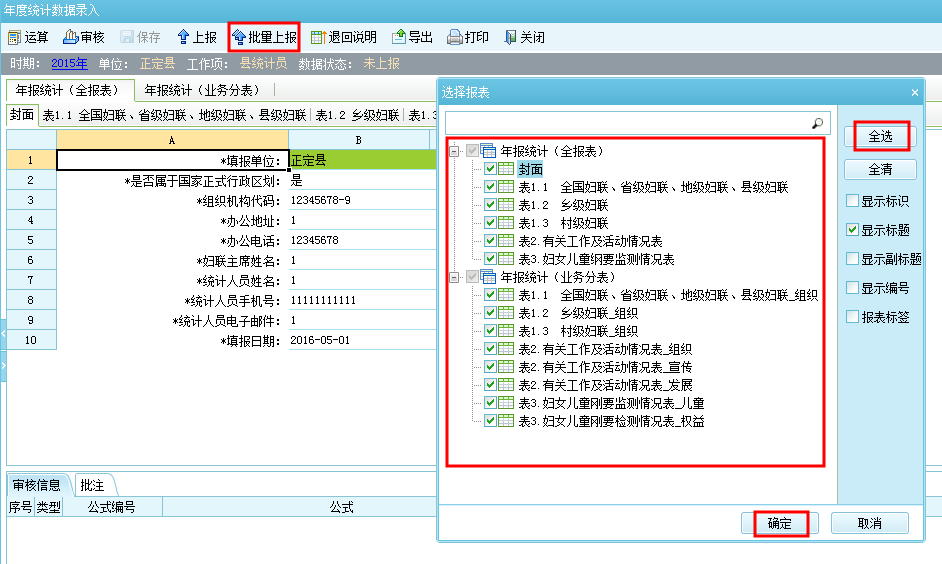 年度统计数据录入
运算 审核 保存 上报 批量上报 退回说明 导出 打印 关闭
时期: 2015年 单位: 正定县 工作项: 县统计员 数据状态: 未上报
年报统计（全报表） 年报统计（业务分表）
封面 表1.1 全国妇联、省级妇联、地级妇联、县级妇联 表1.2 乡级妇联 表1.3
A B
1 *填报单位: 正定县
2 *是否属于国家正式行政区划: 是
3 *组织机构代码: 12345678-9
4 *办公地址: 1
5 *办公电话: 12345678
6 *妇联主席姓名: 1
7 *统计人员姓名: 1
8 *统计人员手机号: 11111111111
9 *统计人员电子邮件: 1
10 *填报日期: 2016-05-01
审核信息 批注
序号 类型 公式编号 公式
选择报表 ×
年报统计（全报表）
封面
表1.1 全国妇联、省级妇联、地级妇联、县级妇联
表1.2 乡级妇联
表1.3 村级妇联
表2.有关工作及活动情况表
表3.妇女儿童纲要监测情况表
年报统计（业务分表）
表1.1 全国妇联、省级妇联、地级妇联、县级妇联_组织
表1.2 乡级妇联_组织
表1.3 村级妇联_组织
表2.有关工作及活动情况表_组织
表2.有关工作及活动情况表_宣传
表2.有关工作及活动情况表_发展
表3.妇女儿童刚要监测情况表_儿童
表3.妇女儿童刚要检测情况表_权益
全选
全清
显示标识
显示标题
显示副标题
显示编号
报表标签
确定 取消